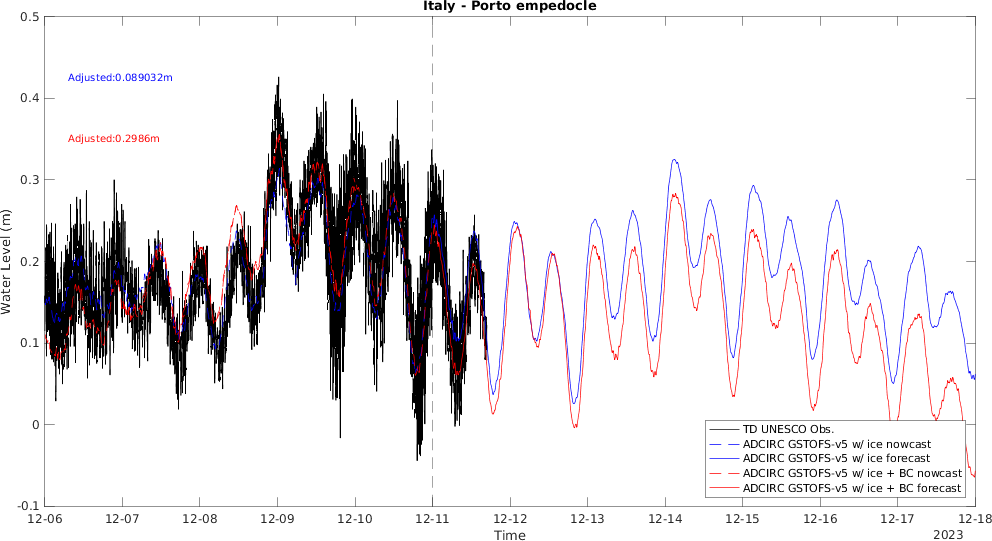 Italy - Porto empedocle
0.5
0.4
0.3
0.2
0.1
0
-0.1
Water Level (m)
Adjusted:0.089032m
Adjusted:0.2986m
TD UNESCO Obs.
ADCIRC GSTOFS-v5 w/ ice nowcast
ADCIRC GSTOFS-v5 w/ ice forecast
ADCIRC GSTOFS-v5 w/ ice + BC nowcast
ADCIRC GSTOFS-v5 w/ ice + BC forecast
12-06 12-07 12-08 12-09 12-10 12-11 12-12 12-13 12-14 12-15 12-16 12-17 12-18
Time
2023